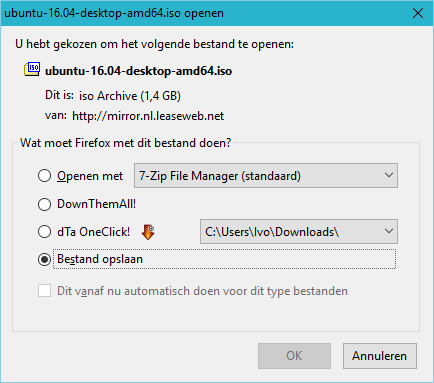 ubuntu-16.04-desktop-amd64.iso openen
U hebt gekozen om het volgende bestand te openen:
ISO
ubuntu-16.04-desktop-amd64.iso
Dit is: iso Archive (1,4 GB)
van: http://mirror.nl.leaseweb.net
Wat moet Firefox met dit bestand doen?
Openen met 7-Zip File Manager (standaard)
DownThemAll!
dTa OneClick! C:\Users\Ivo\Downloads\
Bestand opslaan
Dit vanaf nu automatisch doen voor dit type bestanden
OK Annuleren